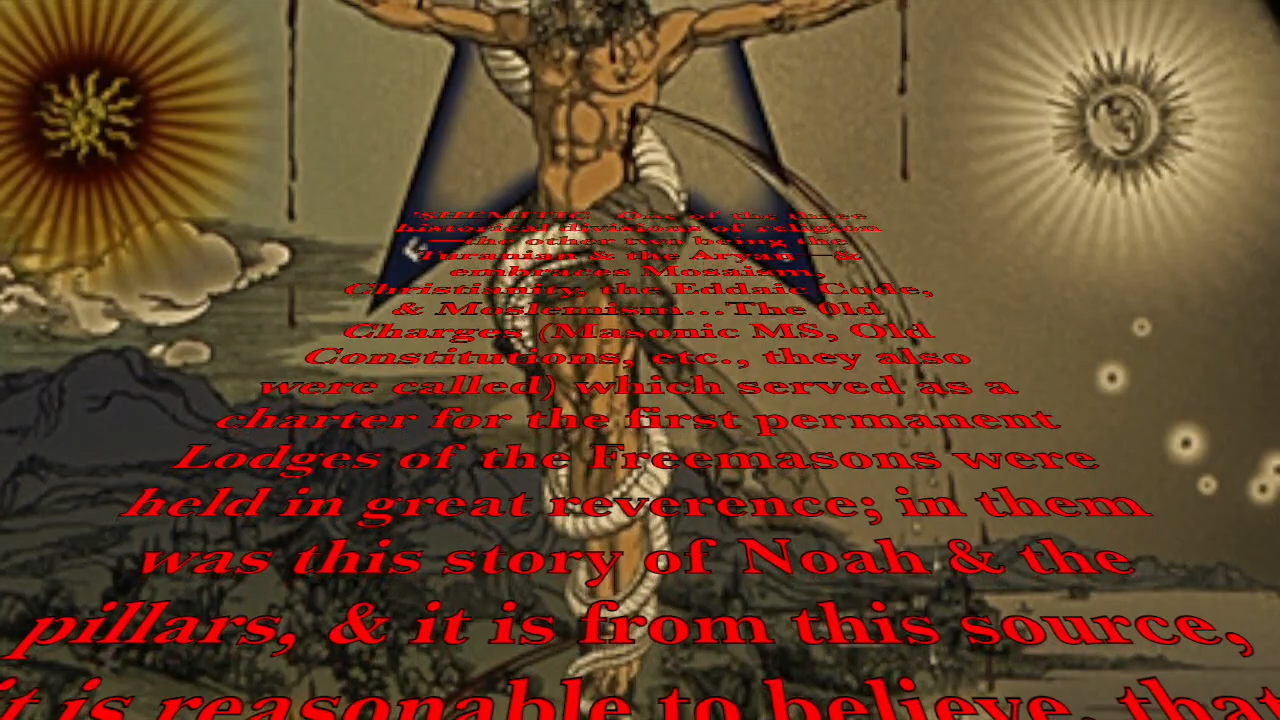 'SHEMITIC One of the three
historical divisions of religion
—the other two being the
Turanian & the Aryan —&
embraces Mosaism,
Christianity, the Eddaic Code,
& Moslemism...The 0ld
Charges (Masonic MS, Old
Constitutions, etc., they also
were called) which served as a
charter for the first permanent
Lodges of the Freemasons were
held in great reverence; in them
was this story of Noah & the
pillars, & it is from this source,
it is reasonable to believe, that